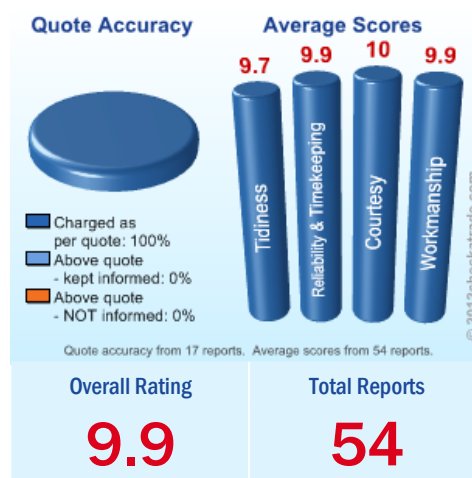 Quote Accuracy
Charged as
per quote: 100%
Above quote
- kept informed: 0%
Above quote
- NOT informed: 0%
Average Scores
9.7
9.9
10
9.9
Tidiness
Reliability & Timekeeping
Courtesy
Workmanship
© 2013checkatrade.com
Quote accuracy from 17 reports. Average scores from 54 reports.
Overall Rating
9.9
Total Reports
54